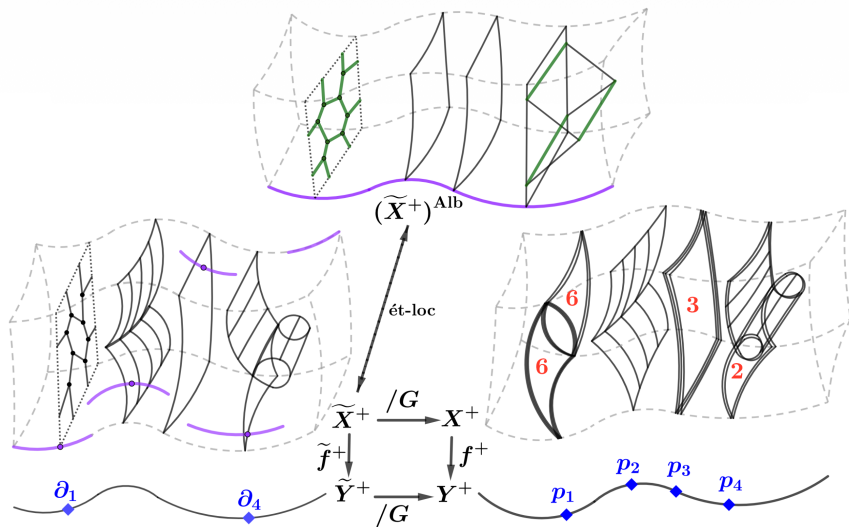 (X̃⁺)ᴬˡᵇ
ét-loc
6
6
3
2
X̃⁺ /G X⁺
f̃⁺ f⁺
Ỹ⁺ /G Y⁺
∂₁ ∂₄
p₁ p₂ p₃ p₄